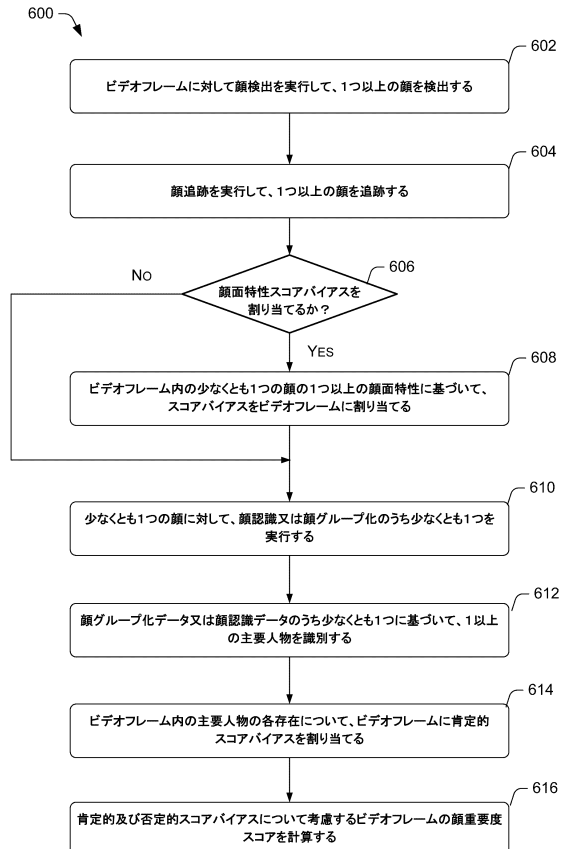 600
602
ビデオフレームに対して顔検出を実行して、1つ以上の顔を検出する
604
顔追跡を実行して、1つ以上の顔を追跡する
606
NO
顔面特性スコアバイアスを
割り当てるか？
YES
608
ビデオフレーム内の少なくとも1つの顔の1つ以上の顔面特性に基づいて、
スコアバイアスをビデオフレームに割り当てる
610
少なくとも1つの顔に対して、顔認識又は顔グループ化のうち少なくとも1つを
実行する
612
顔グループ化データ又は顔認識データのうち少なくとも1つに基づいて、1以上
の主要人物を識別する
614
ビデオフレーム内の主要人物の各存在について、ビデオフレームに肯定的
スコアバイアスを割り当てる
616
肯定的及び否定的スコアバイアスについて考慮するビデオフレームの顔重要度
スコアを計算する